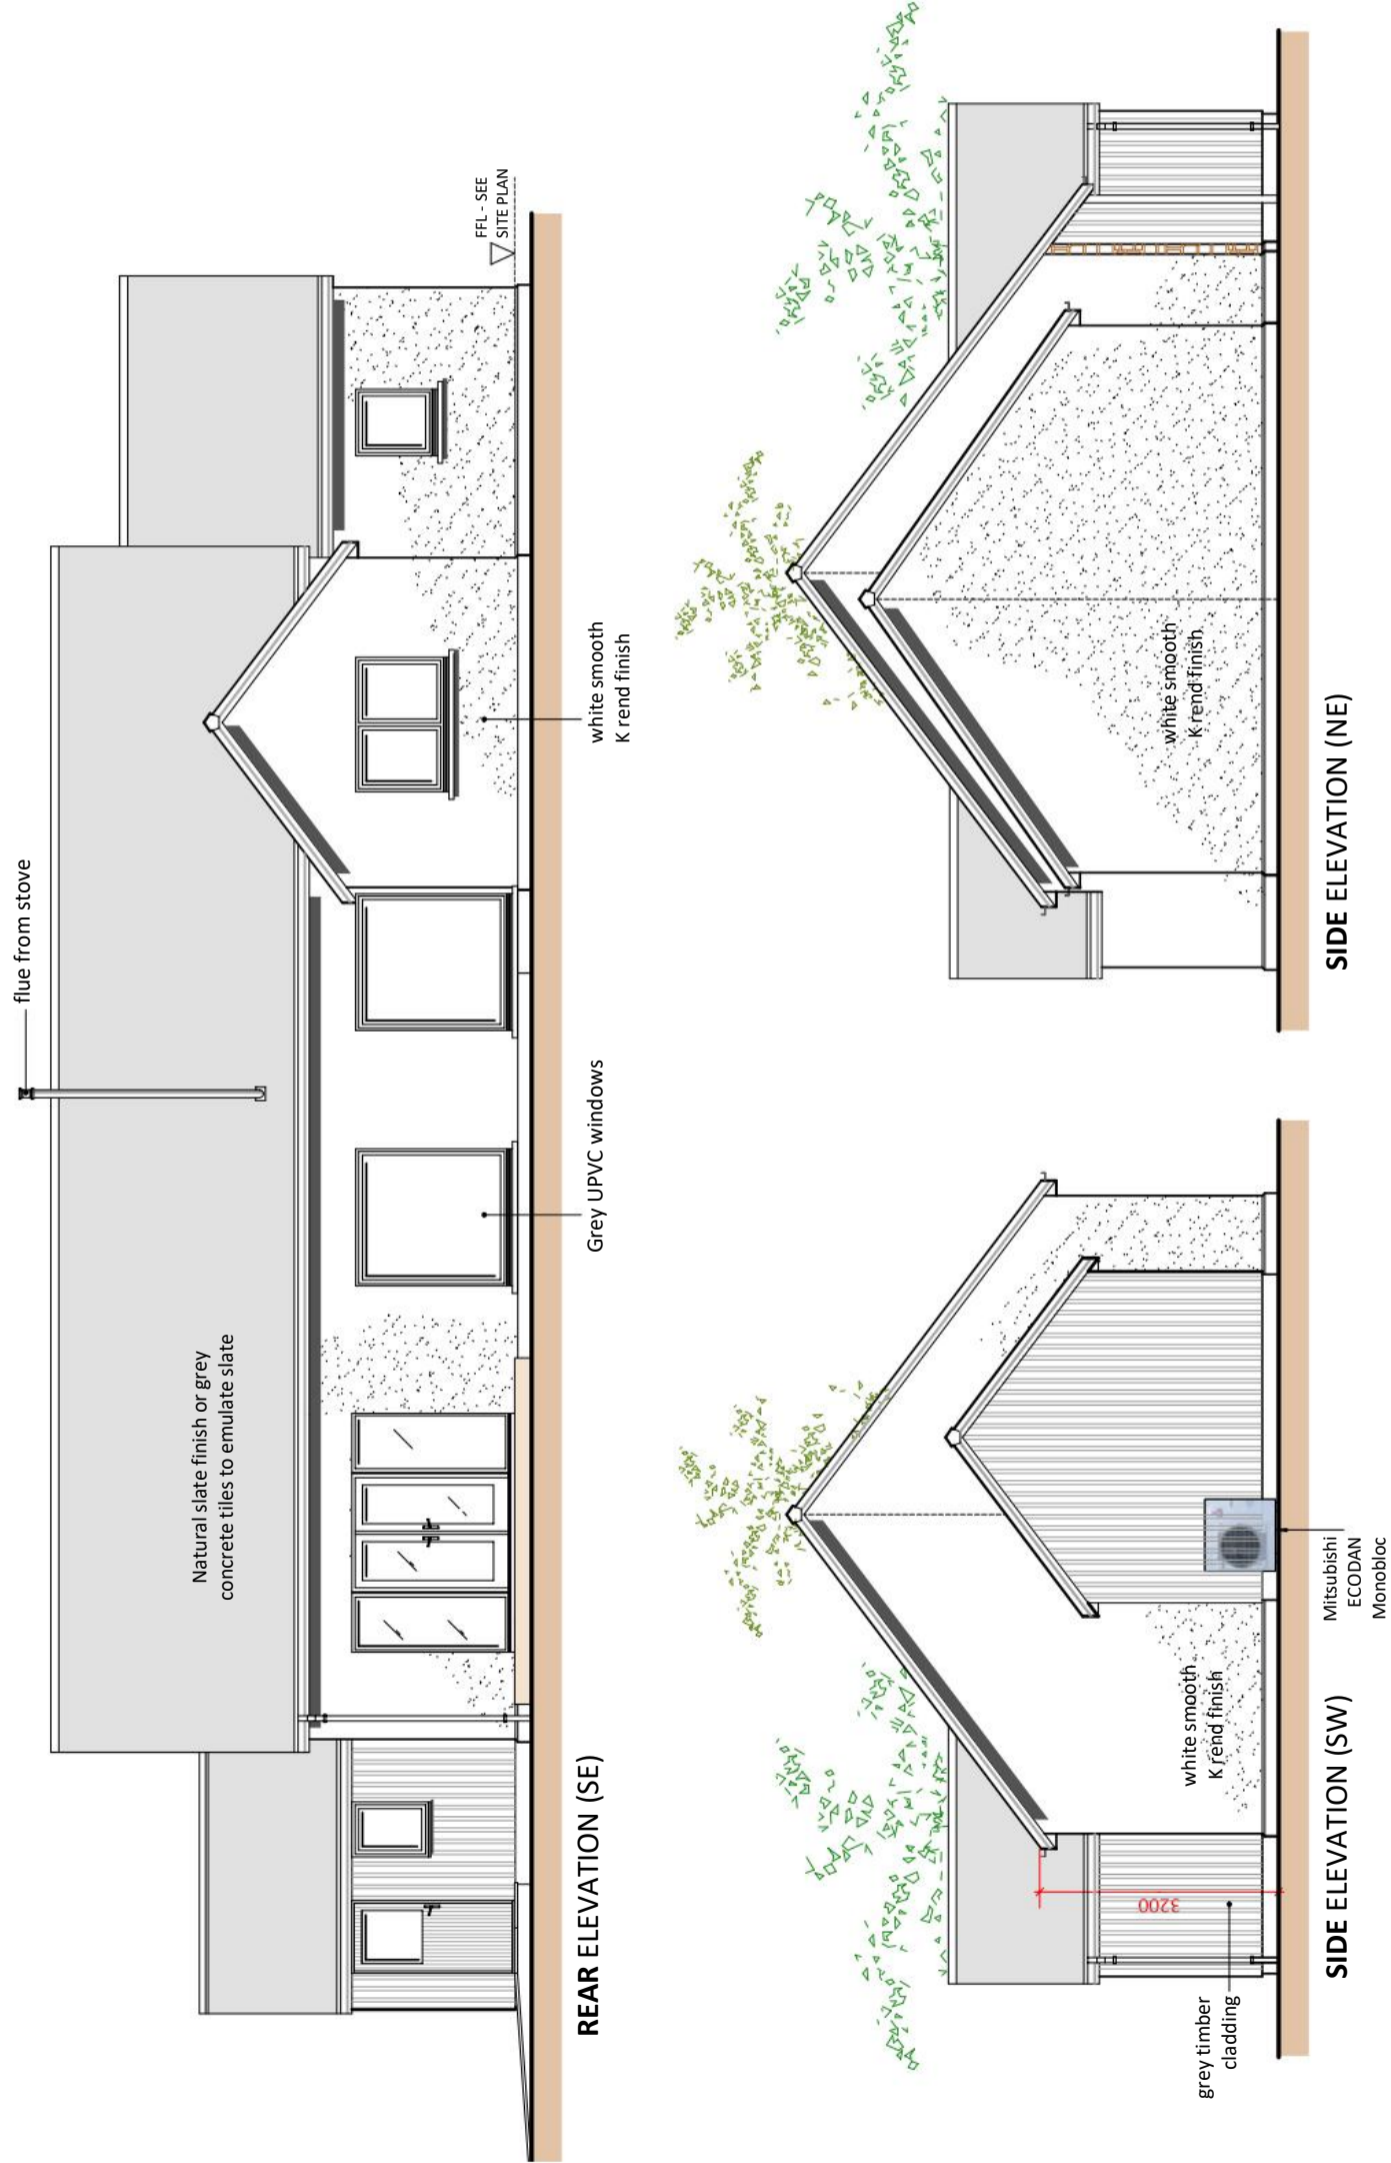 flue from stove
Natural slate finish or grey
concrete tiles to emulate slate
FFL - SEE
SITE PLAN
Grey UPVC windows
white smooth
K rend finish
REAR ELEVATION (SE)
grey timber
cladding
3200
white smooth
K rend finish
Mitsubishi
ECODAN
Monobloc
SIDE ELEVATION (SW)
white smooth
K rend finish
SIDE ELEVATION (NE)